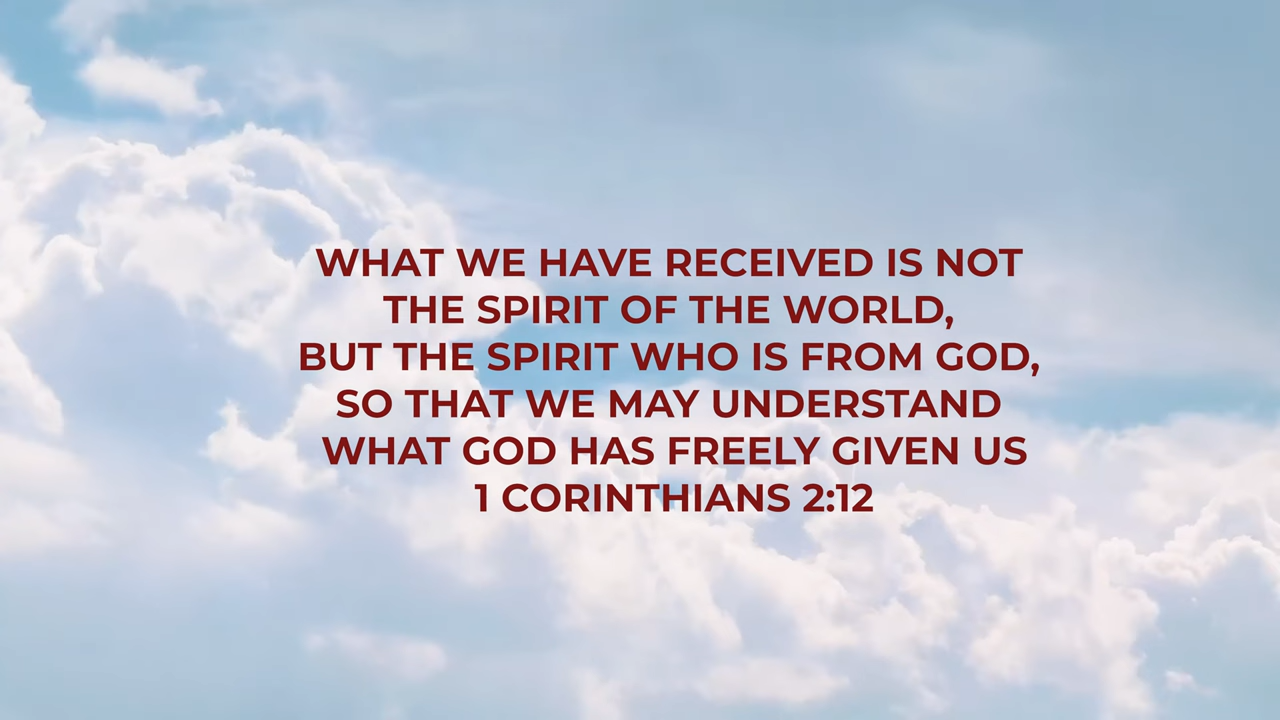 WHAT WE HAVE RECEIVED IS NOT
THE SPIRIT OF THE WORLD,
BUT THE SPIRIT WHO IS FROM GOD,
SO THAT WE MAY UNDERSTAND
WHAT GOD HAS FREELY GIVEN US
1 CORINTHIANS 2:12